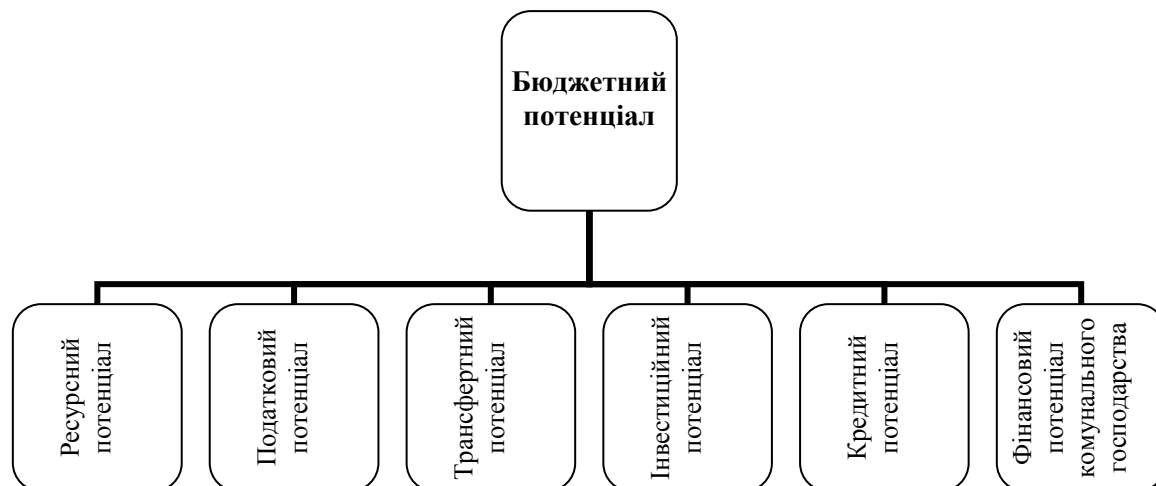 Бюджетний
потенціал
Ресурсний
потенціал
Податковий
потенціал
Трансфертний
потенціал
Інвестиційний
потенціал
Кредитний
потенціал
Фінансовий
потенціал
комунального
господарства